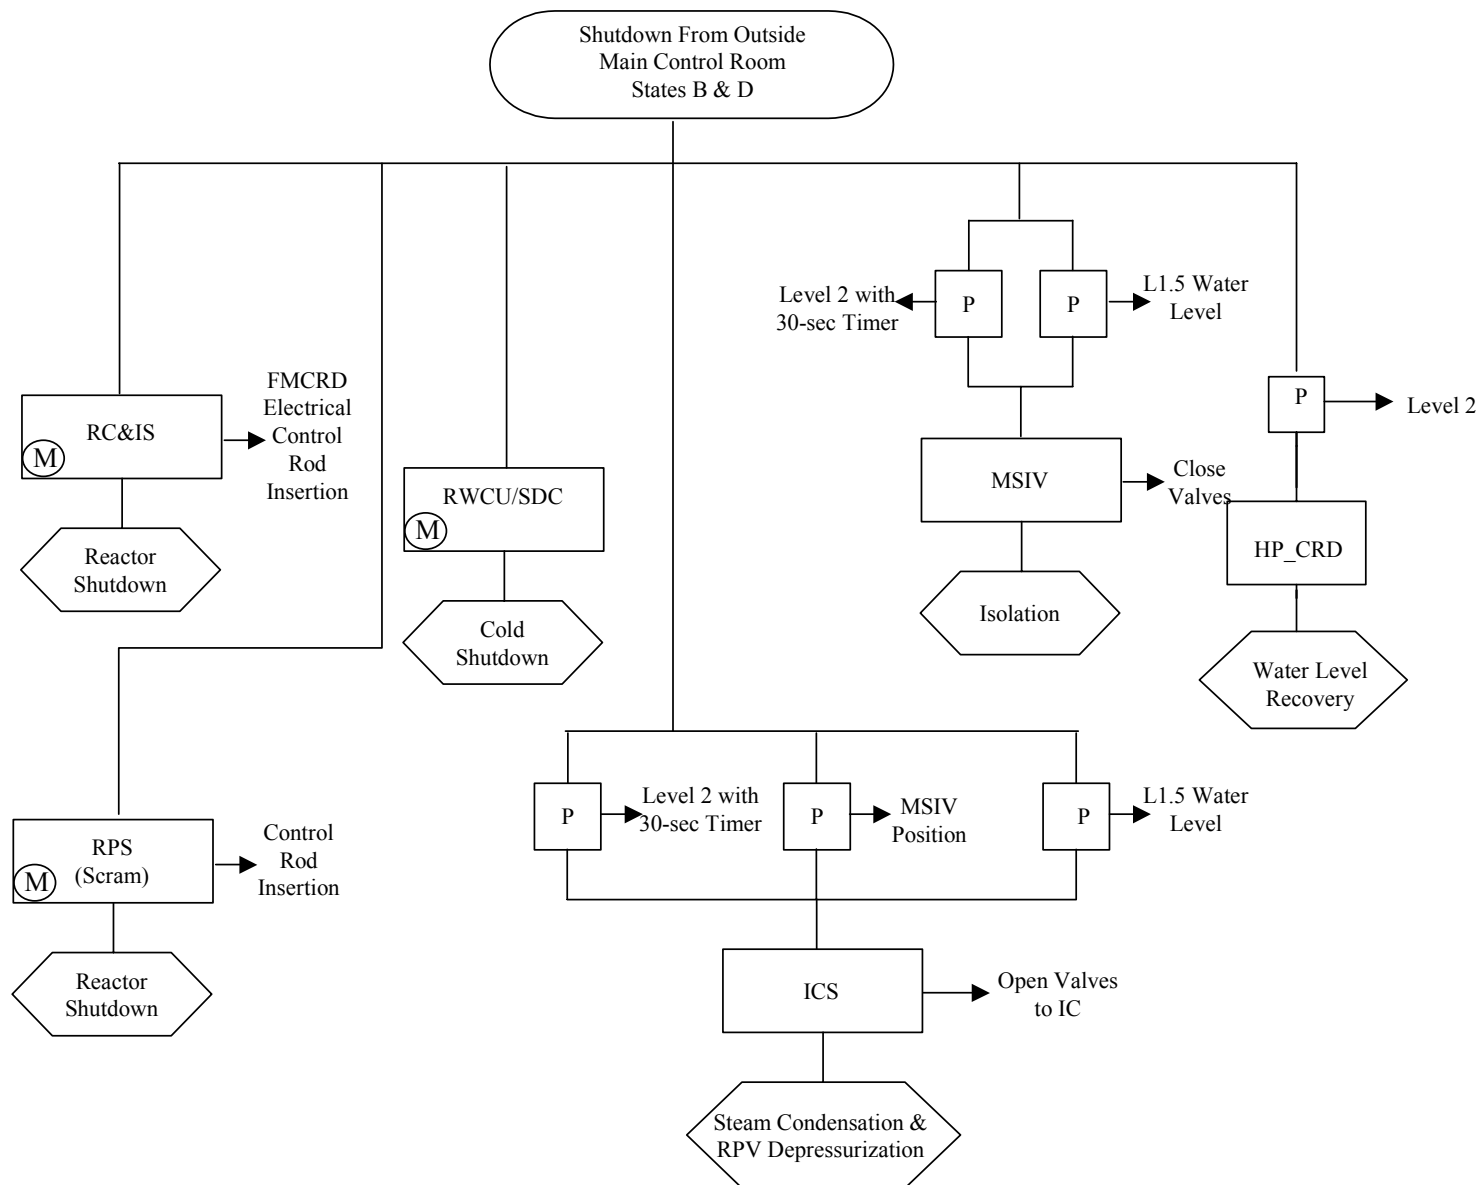 Shutdown From Outside
Main Control Room
States B & D
Level 2 with
30-sec Timer
P
P
L1.5 Water
Level
FMCRD
Electrical
Control
Rod
Insertion
RC&IS
M
P
Level 2
RWCU/SDC
M
MSIV
Close
Valves
HP_CRD
Reactor
Shutdown
Cold
Shutdown
Isolation
Water Level
Recovery
P
Level 2 with
30-sec Timer
P
MSIV
Position
P
L1.5 Water
Level
RPS
(Scram)
M
Control
Rod
Insertion
Reactor
Shutdown
ICS
Open Valves
to IC
Steam Condensation &
RPV Depressurization